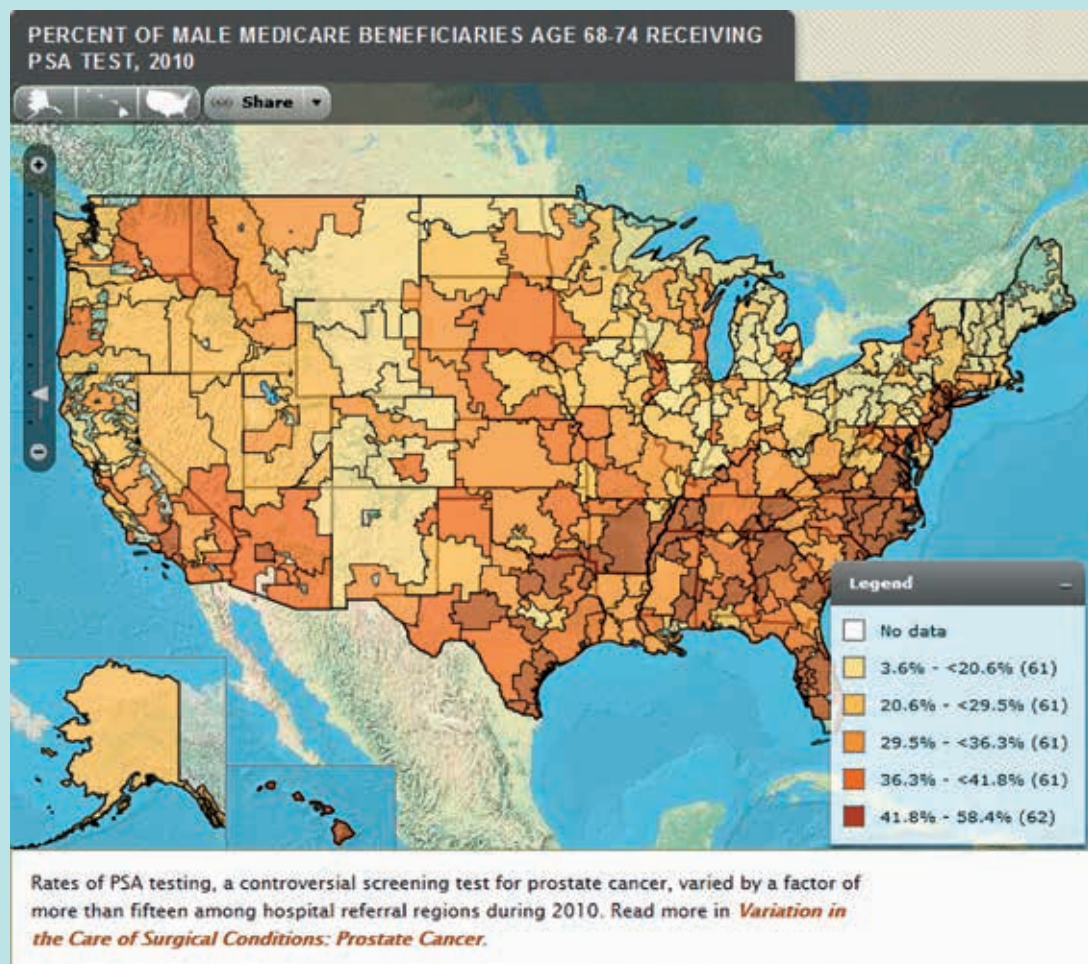 PERCENT OF MALE MEDICARE BENEFICIARIES AGE 68-74 RECEIVING
PSA TEST, 2010
Share
Legend
No data
3.6% - <20.6% (61)
20.6% - <29.5% (61)
29.5% - <36.3% (61)
36.3% - <41.8% (61)
41.8% - 58.4% (62)
Rates of PSA testing, a controversial screening test for prostate cancer, varied by a factor of
more than fifteen among hospital referral regions during 2010. Read more in Variation in
the Care of Surgical Conditions: Prostate Cancer.